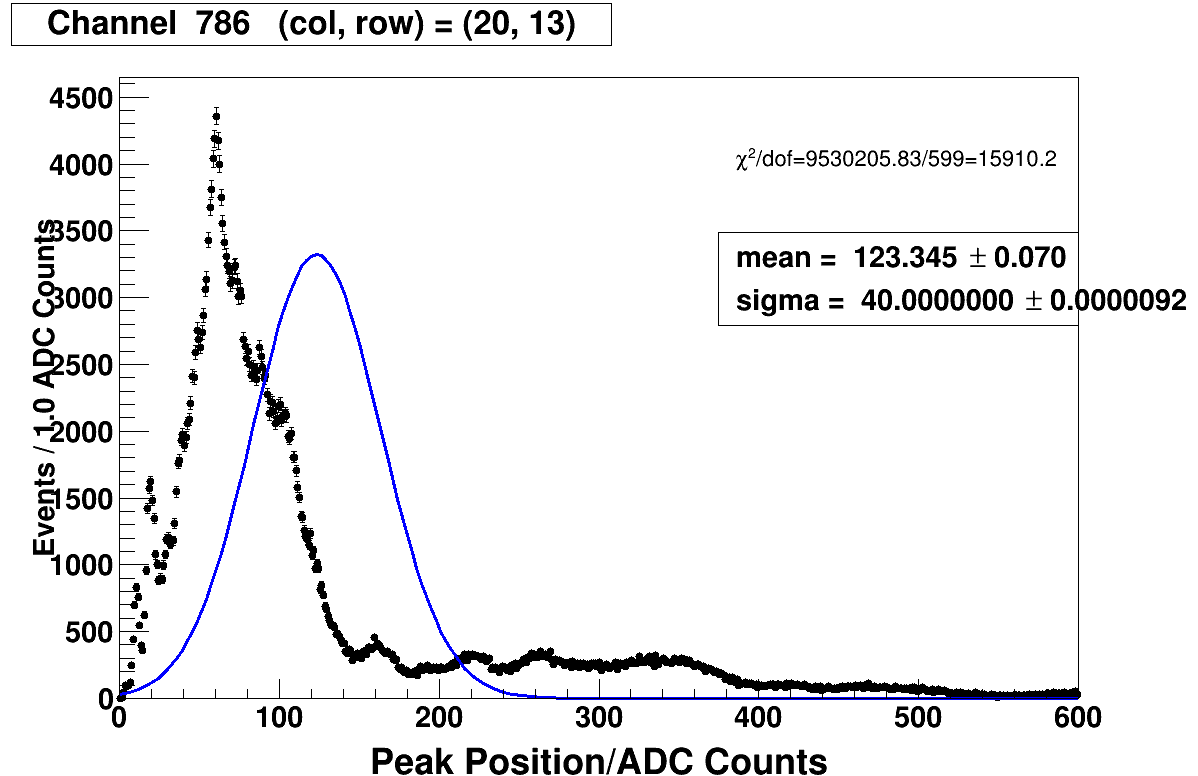 Channel 786 (col, row) = (20, 13)
4500
4000
3500
3000
2500
2000
1500
1000
500
0
Events / 1.0 ADC Counts
χ²/dof=9530205.83/599=15910.2
mean = 123.345 ± 0.070
sigma = 40.0000000 ± 0.0000092
0 100 200 300 400 500 600
Peak Position/ADC Counts